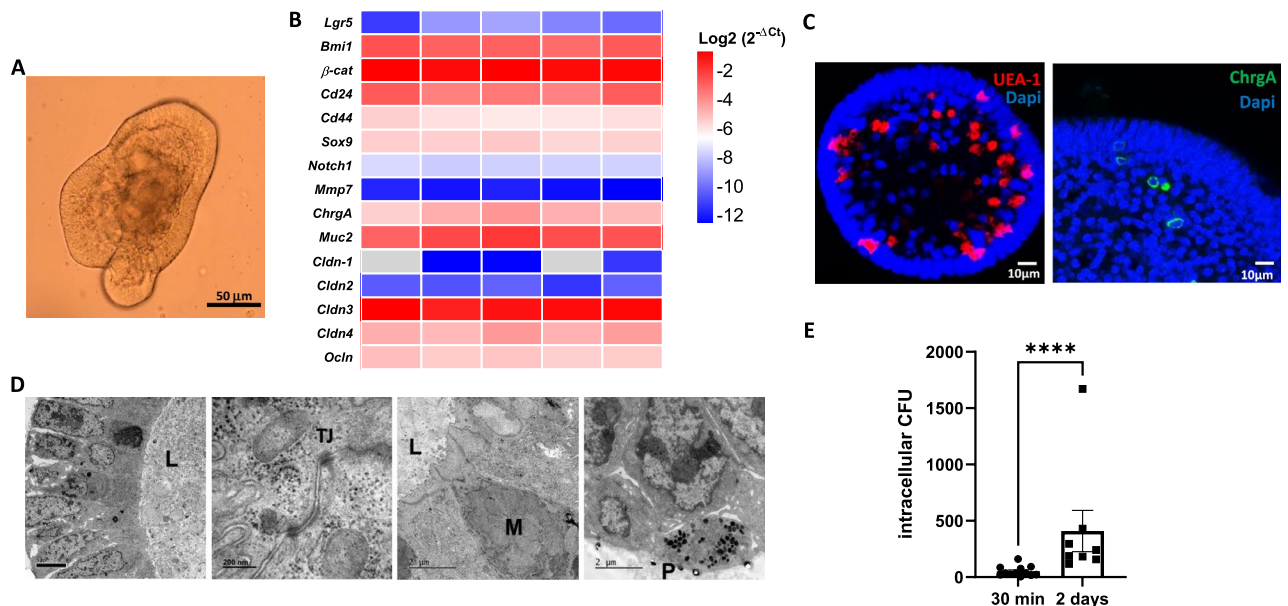 A
50 µm
B
Lgr5
Bmi1
β-cat
Cd24
Cd44
Sox9
Notch1
Mmp7
ChrgA
Muc2
Cldn-1
Cldn2
Cldn3
Cldn4
Ocln
Log2 (2^-ΔCt)
-2
-4
-6
-8
-10
-12
C
UEA-1
Dapi
10µm
ChrgA
Dapi
10µm
D
L
TJ
200 nm
L
M
2 µm
P
2 µm
E
****
intracellular CFU
2000
1500
1000
500
0
30 min
2 days